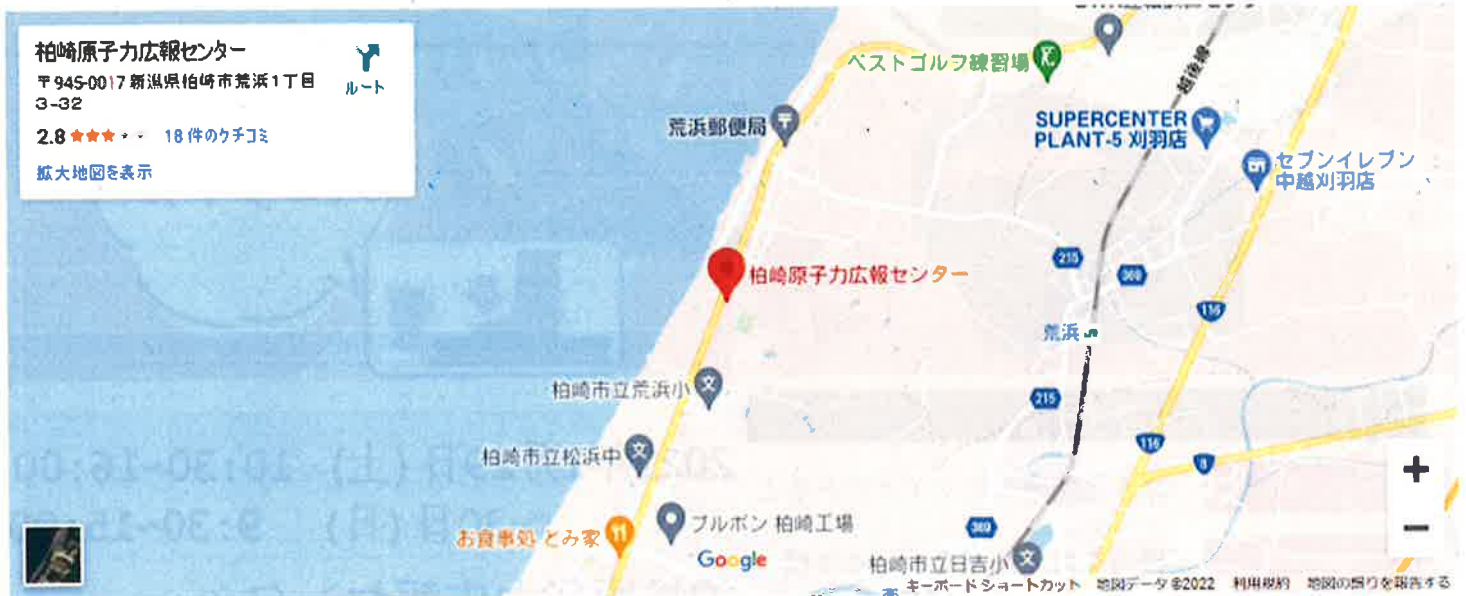 柏崎原子力広報センター
〒945-0017 新潟県柏崎市荒浜1丁目
3-32
ルート
2.8
18 件のクチコミ
拡大地図を表示
ベストゴルフ練習場
越後線
荒浜郵便局
SUPERCENTER
PLANT-5 刈羽店
セブンイレブン
中越刈羽店
柏崎原子力広報センター
215
369
116
荒浜
柏崎市立荒浜小
215
柏崎市立松浜中
116
8
ブルボン 柏崎工場
お食事処 とみ家
369
柏崎市立日吉小
Google
キーボード ショートカット 地図データ ©2022 利用規約 地図の誤りを報告する
+
−